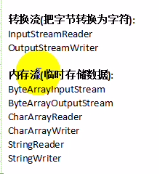 转换流(把字节转换为字符):
InputStreamReader
OutputStreamWriter
内存流(临时存储数据):
ByteArrayInputStream
ByteArrayOutputStream
CharArrayReader
CharArrayWriter
StringReader
StringWriter